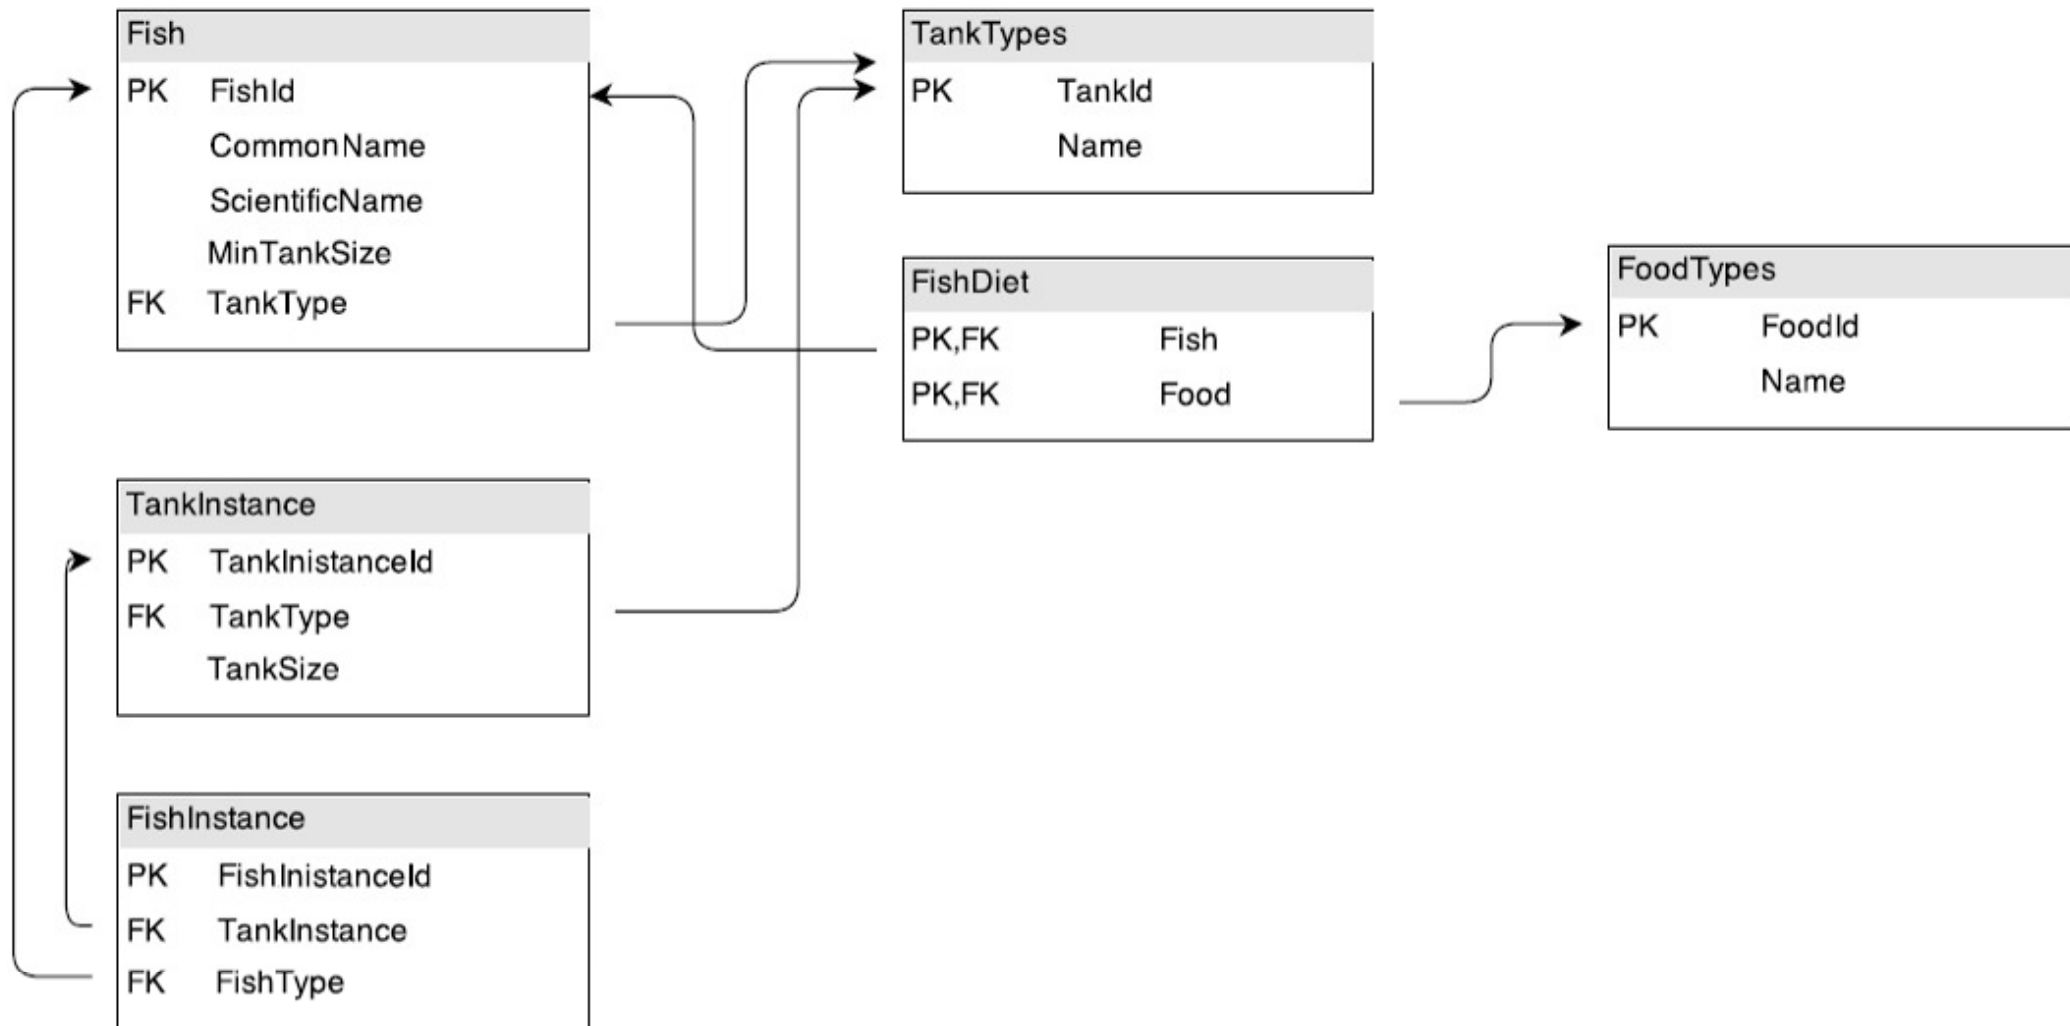 Fish
PK FishId
CommonName
ScientificName
MinTankSize
FK TankType
TankTypes
PK TankId
Name
FishDiet
PK,FK Fish
PK,FK Food
FoodTypes
PK FoodId
Name
TankInstance
PK TankInistanceId
FK TankType
TankSize
FishInstance
PK FishInistanceId
FK TankInstance
FK FishType